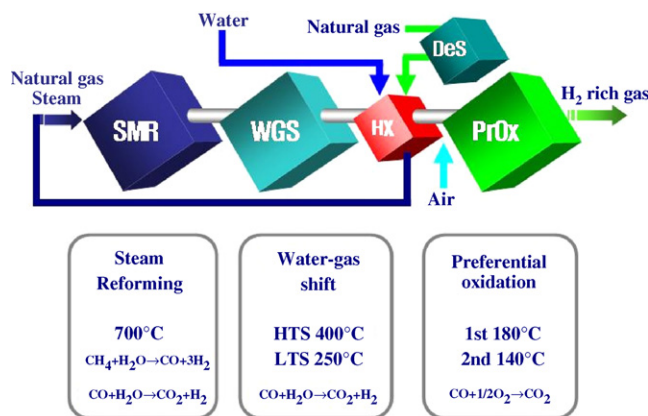 Water
Natural gas
DeS
Natural gas
Steam
SMR
WGS
HX
PrOx
H2 rich gas
Air
Steam
Reforming
700°C
CH4+H2O→CO+3H2
CO+H2O→CO2+H2
Water-gas
shift
HTS 400°C
LTS 250°C
CO+H2O→CO2+H2
Preferential
oxidation
1st 180°C
2nd 140°C
CO+1/2O2→CO2